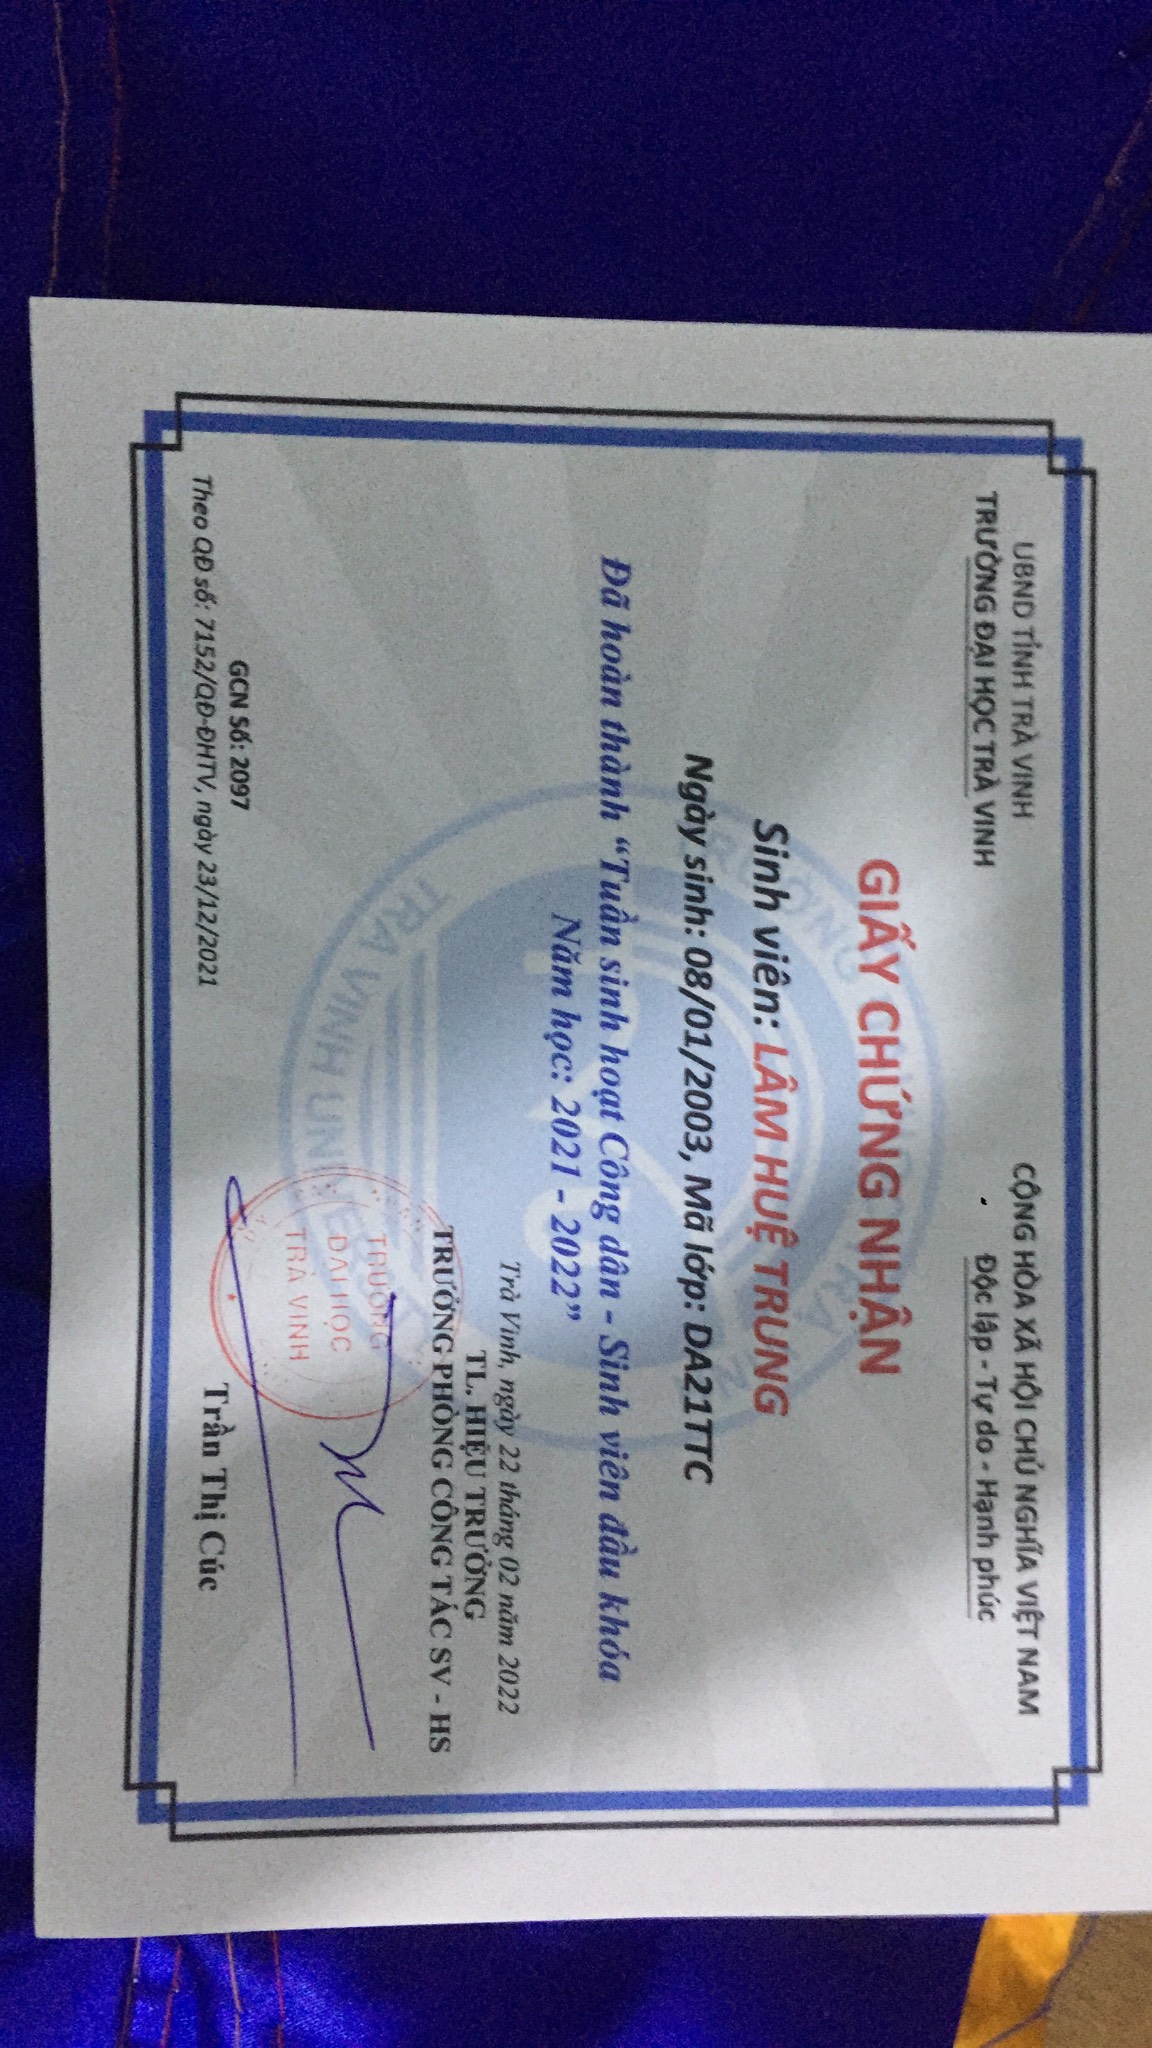 UBND TỈNH TRÀ VINH
TRƯỜNG ĐẠI HỌC TRÀ VINH
CỘNG HÒA XÃ HỘI CHỦ NGHĨA VIỆT NAM
Độc lập - Tự do - Hạnh phúc
GIẤY CHỨNG NHẬN
Sinh viên: LÂM HUỆ TRUNG
Ngày sinh: 08/01/2003, Mã lớp: DA21TTC
Đã hoàn thành “Tuần sinh hoạt Công dân - Sinh viên đầu khóa
Năm học: 2021 - 2022”
Trà Vinh, ngày 22 tháng 02 năm 2022
TL. HIỆU TRƯỞNG
TRƯỞNG PHÒNG CÔNG TÁC SV - HS
TRƯỜNG
ĐẠI HỌC
TRÀ VINH
Trần Thị Cúc
GCN Số: 2097
Theo QĐ số: 7152/QĐ-ĐHTV, ngày 23/12/2021